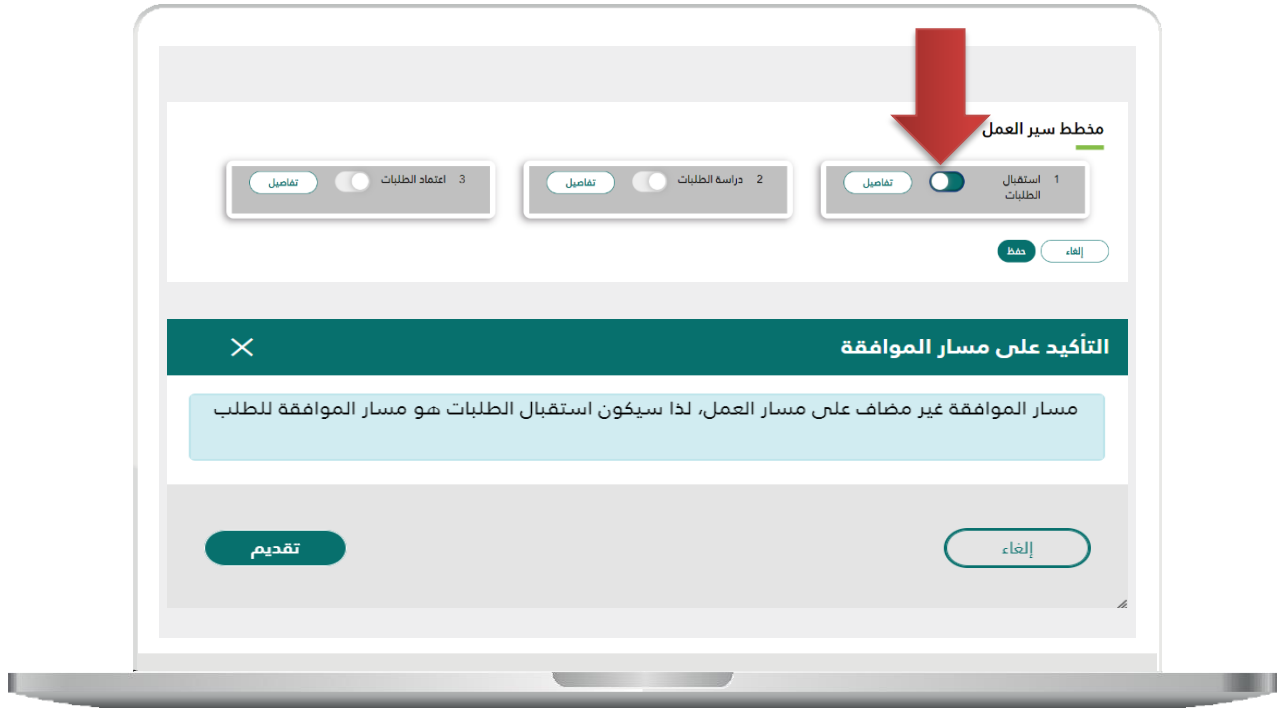 مخطط سير العمل
1 استقبال الطلبات تفاصيل
2 دراسة الطلبات تفاصيل
3 اعتماد الطلبات تفاصيل
إلغاء حفظ
التأكيد على مسار الموافقة
مسار الموافقة غير مضاف على مسار العمل، لذا سيكون استقبال الطلبات هو مسار الموافقة للطلب
إلغاء تقديم